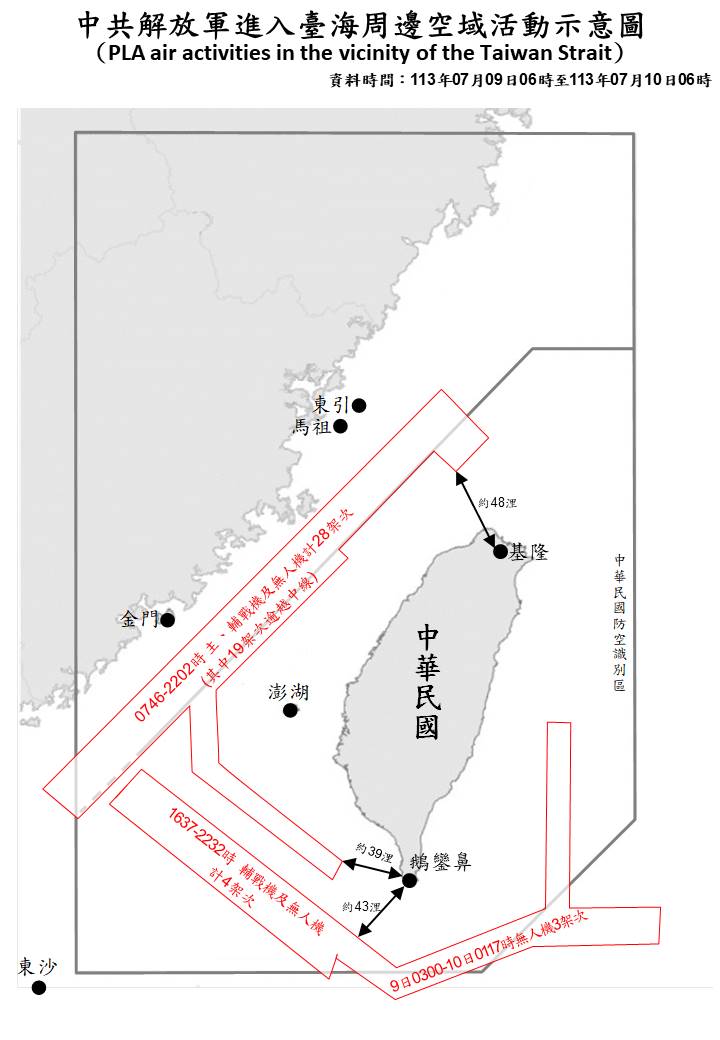 中共解放軍進入臺海周邊空域活動示意圖
（PLA air activities in the vicinity of the Taiwan Strait）
資料時間：113年07月09日06時至113年07月10日06時
東引
馬祖
約48浬
基隆
0746-2202時主、輔戰機及無人機計28架次
(其中19架次逾越中線)
中華民國防空識別區
金門
中華民國
澎湖
1637-2232時 輔戰機及無人機
計4架次
約39浬
鵝鑾鼻
約43浬
9日0300-10日0117時無人機3架次
東沙